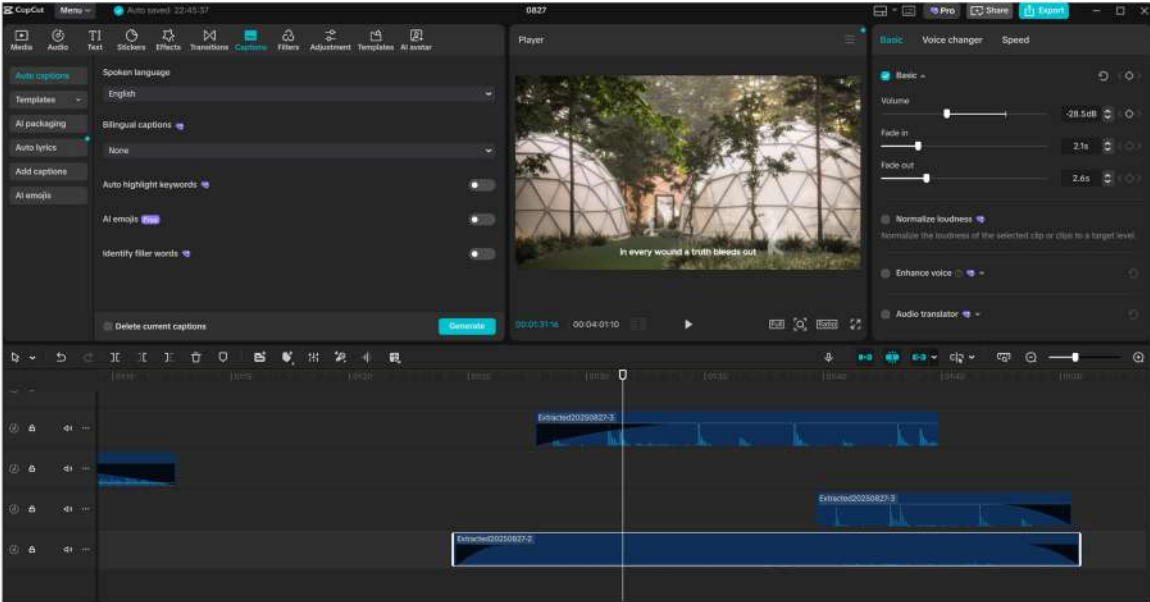 CapCut Menu Auto saved: 22:45:37 0827 Pro Share Export
Media Audio Text Stickers Effects Transitions Captions Filters Adjustment Templates AI avatar
Auto captions
Templates
AI packaging
Auto lyrics
Add captions
AI emojis
Spoken language
English
Bilingual captions
None
Auto highlight keywords
AI emojis Free
Identify filler words
Delete current captions Generate
Player
in every wound a truth bleeds out
00:01:31:16 00:04:01:10 Full Ratio
Basic Voice changer Speed
Basic
Volume
-28.5dB
Fade in
2.1s
Fade out
2.6s
Normalize loudness
Normalize the loudness of the selected clip or clips to a target level.
Enhance voice
Audio translator
Extracted20250827-3
Extracted20250827-3
Extracted20250827-2